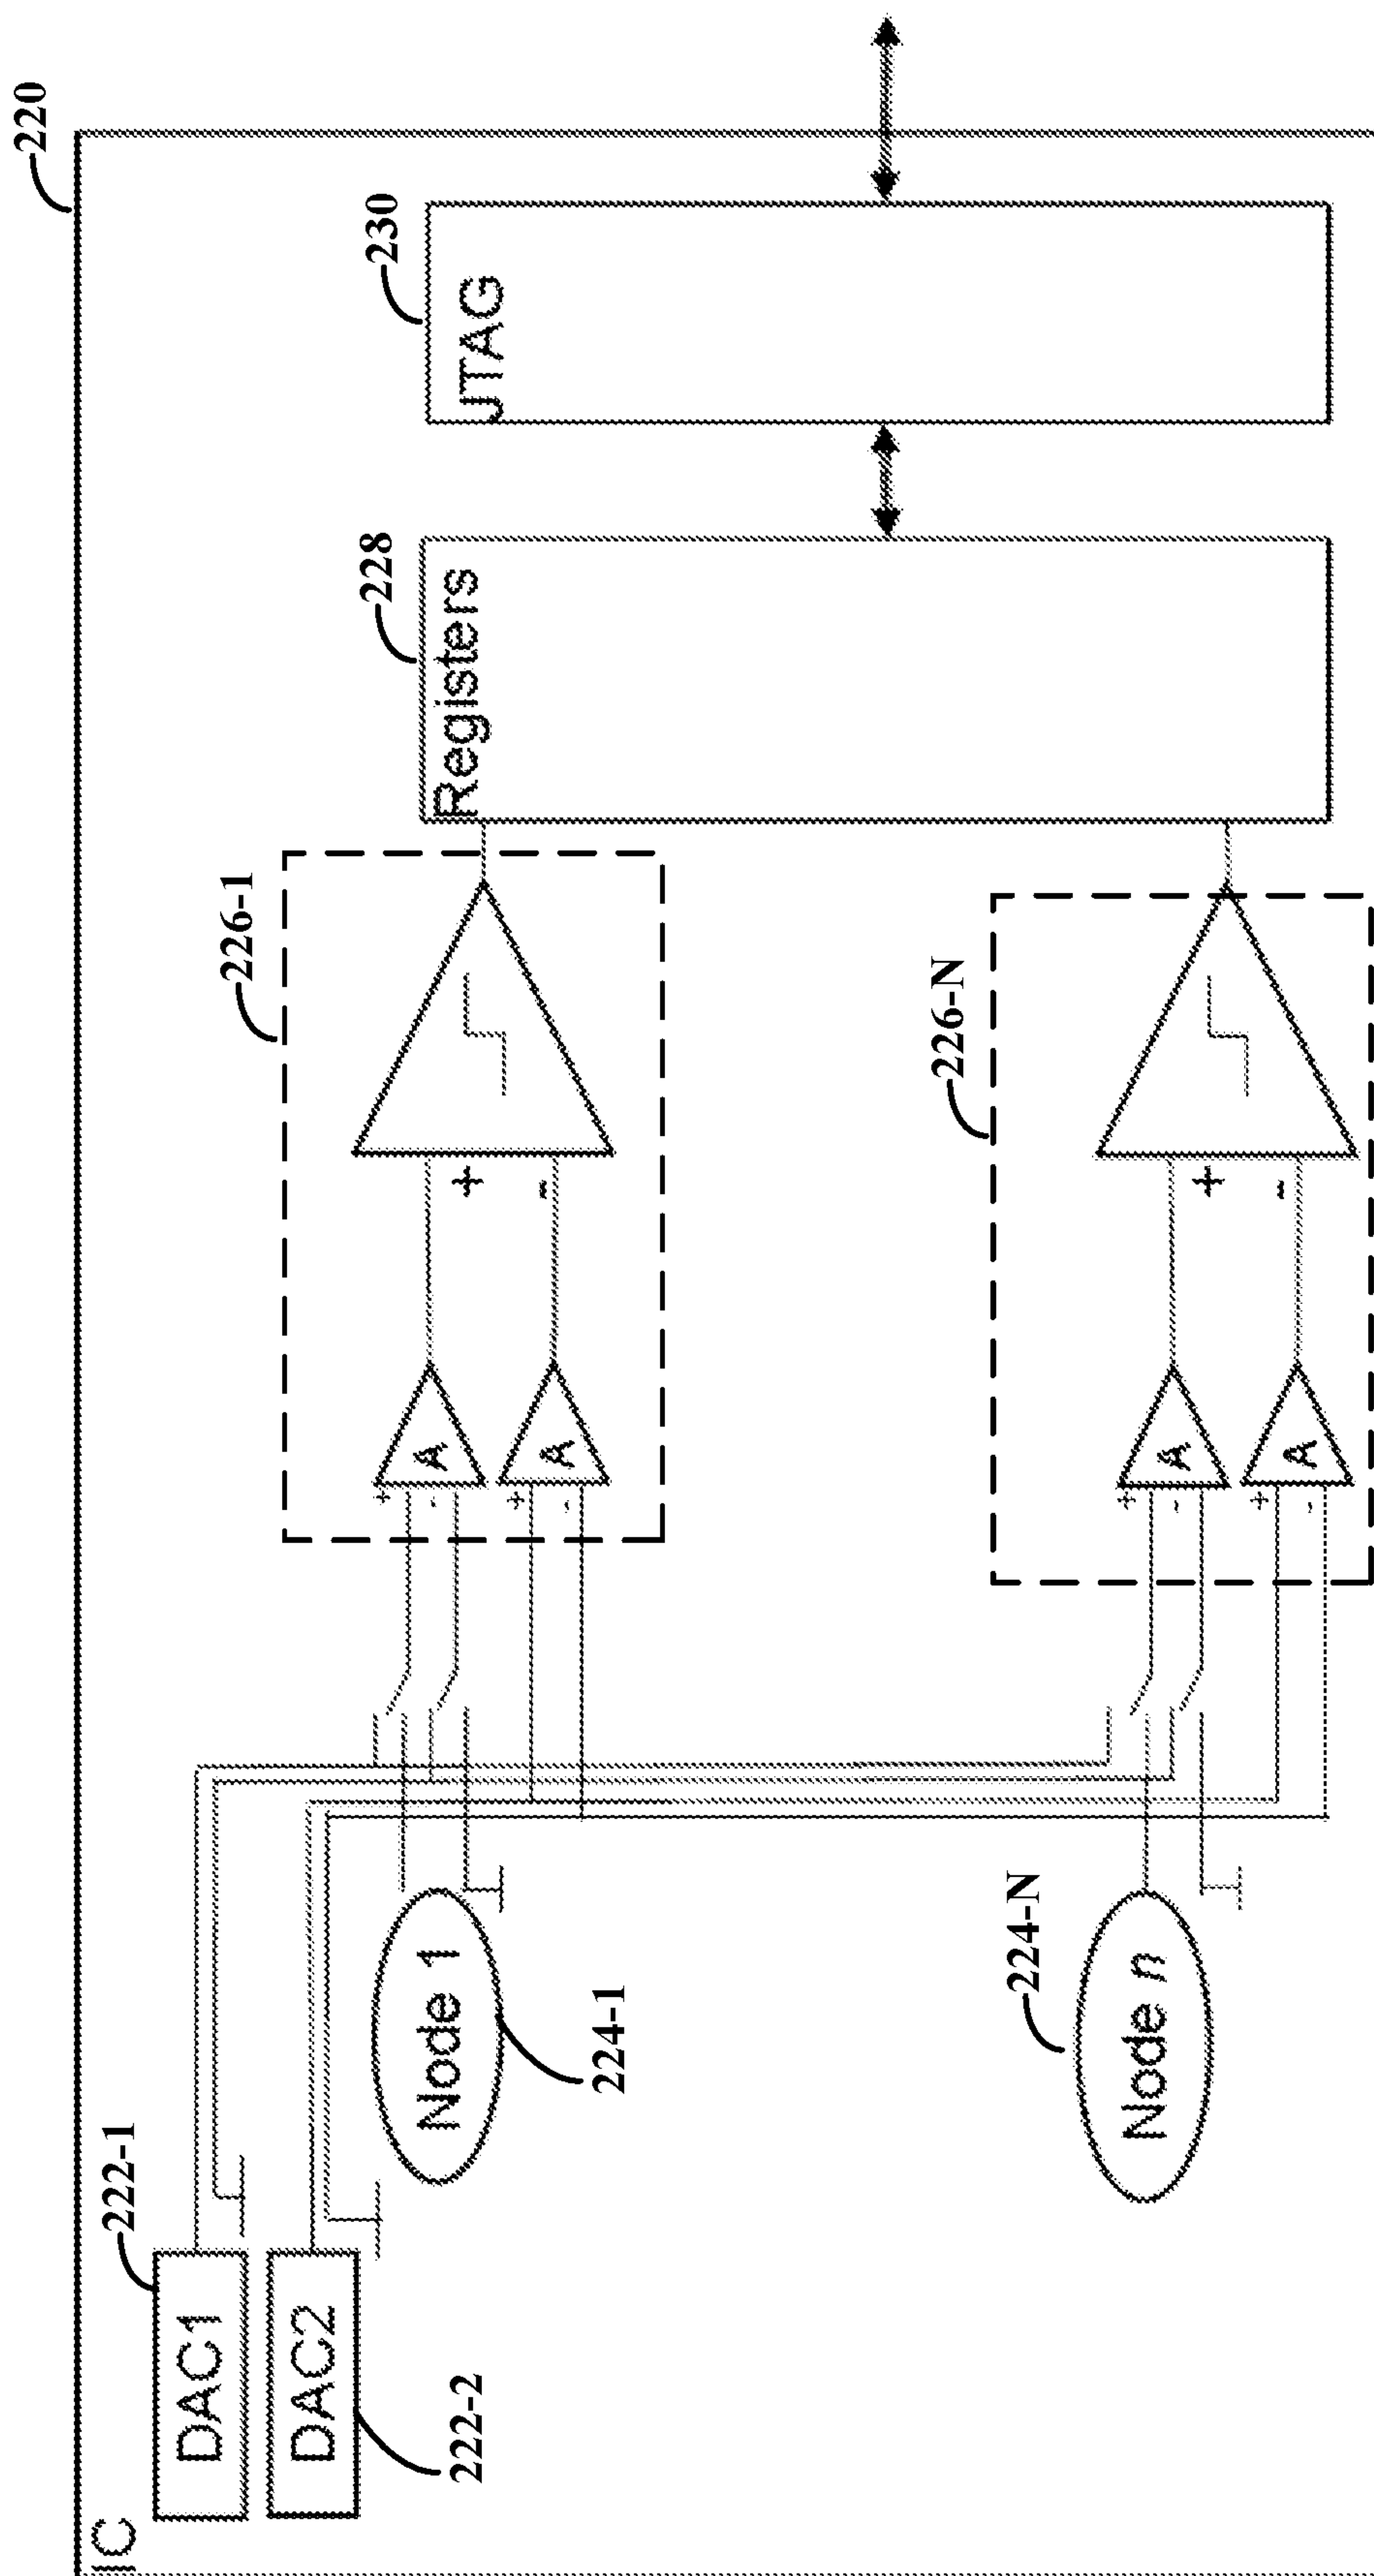 220
IC
DAC1
222-1
DAC2
222-2
Node 1
224-1
+
-
A
+
-
A
+
-
226-1
Registers
228
JTAG
230
Node n
224-N
+
-
A
+
-
A
+
-
226-N